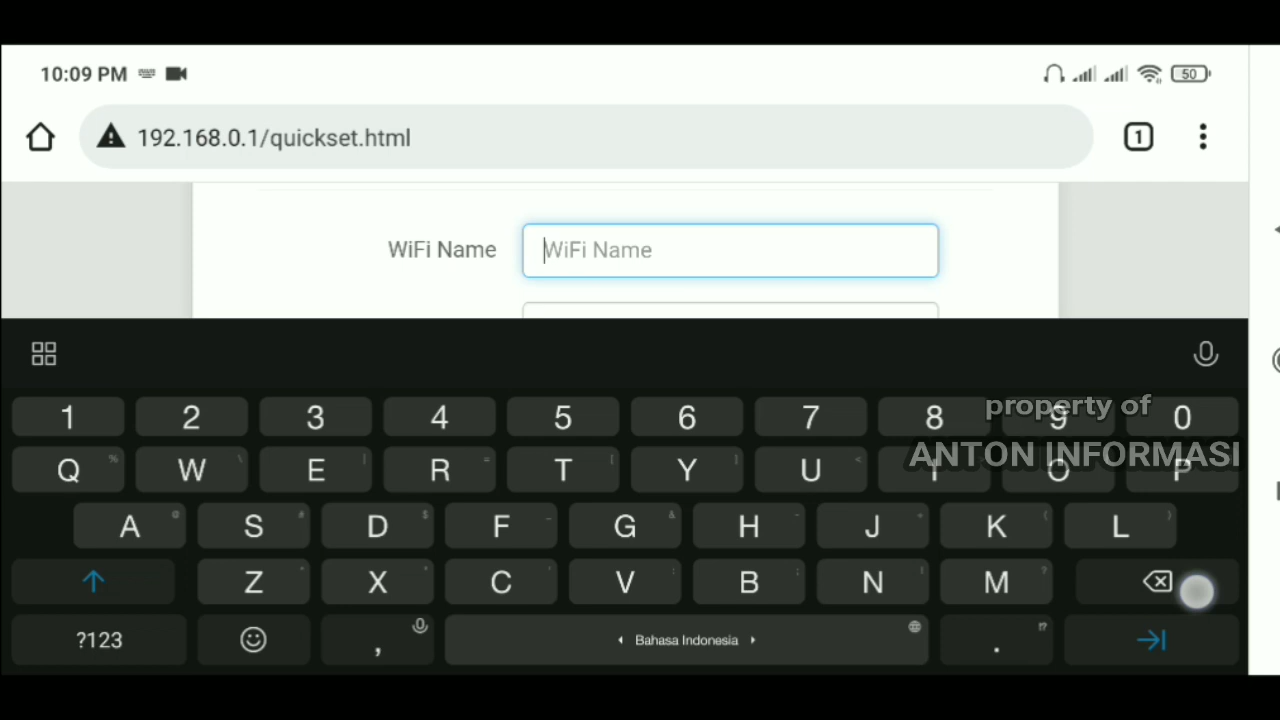 10:09 PM
50
192.168.0.1/quickset.html
1
WiFi Name
WiFi Name
1 2 3 4 5 6 7 8 9 0
property of
ANTON INFORMASI
Q W E R T Y U I O P
A S D F G H J K L
Z X C V B N M
?123 , Bahasa Indonesia .